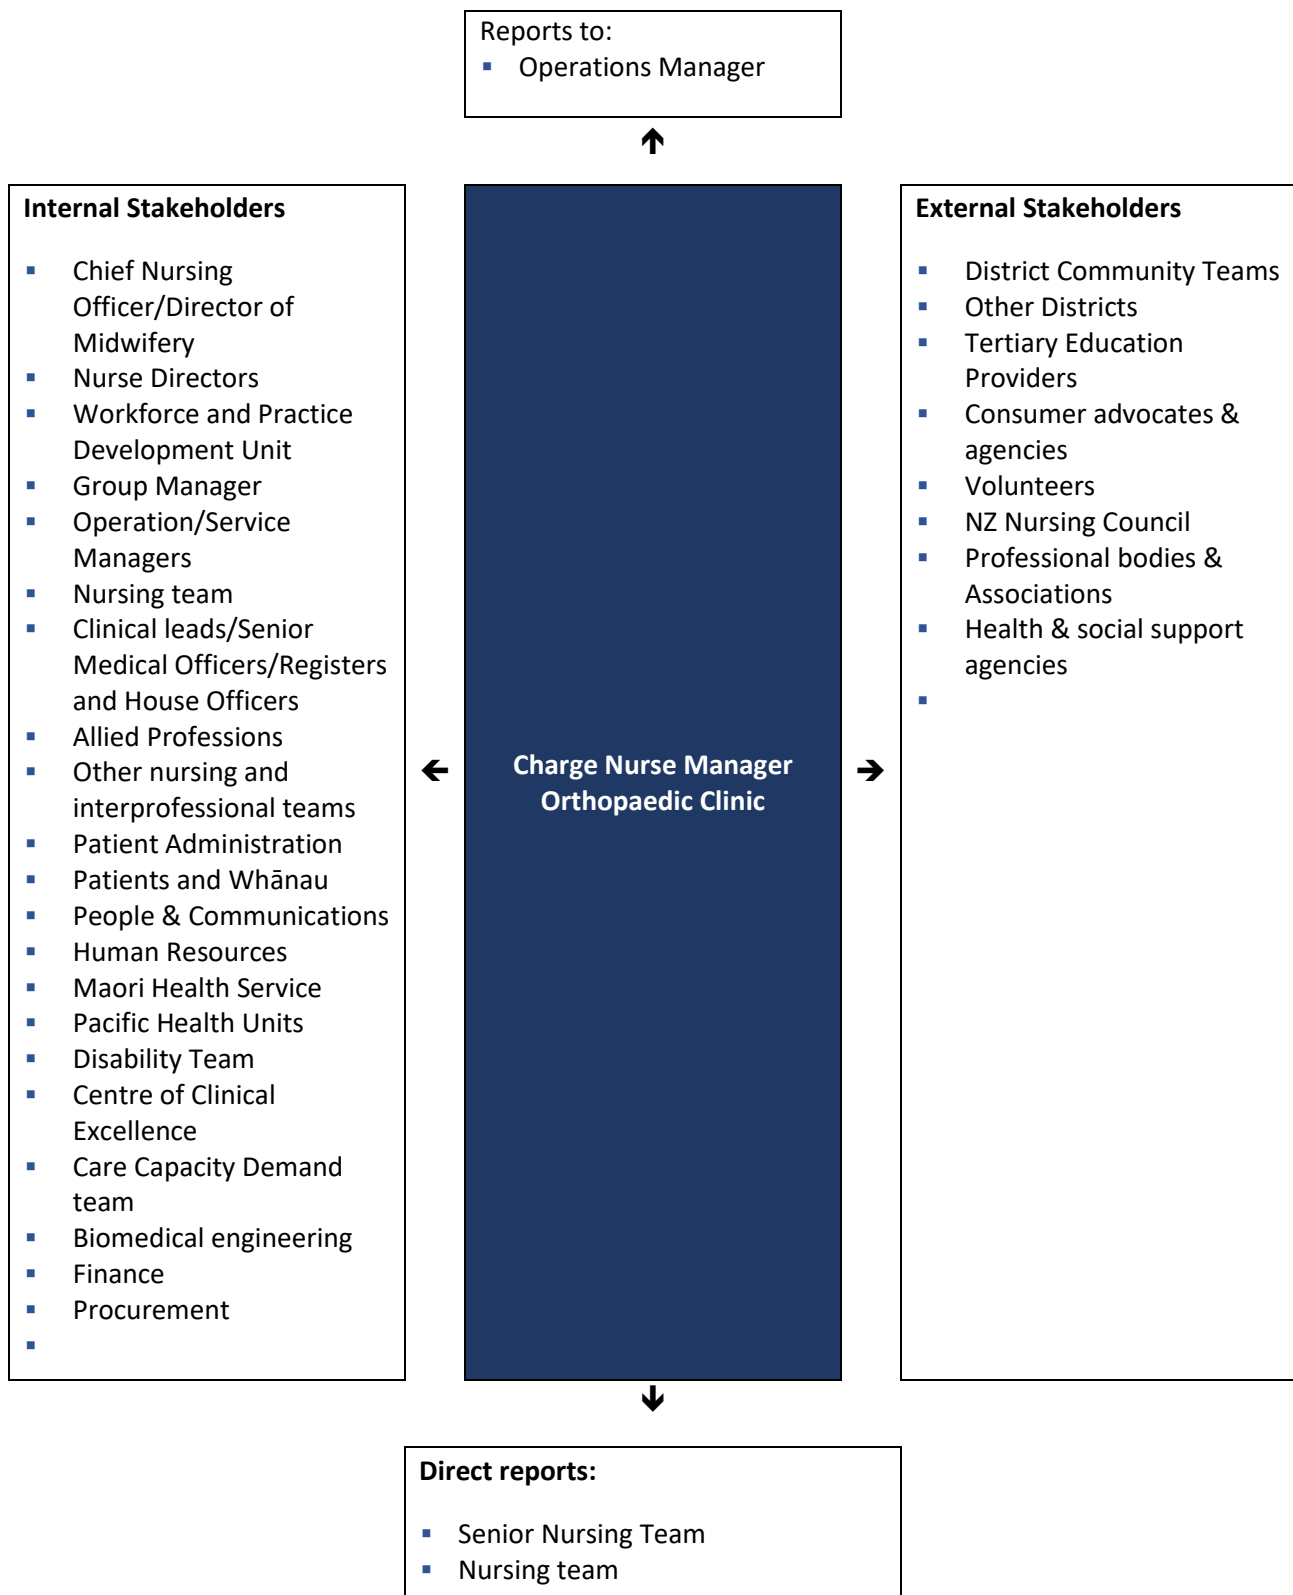 Reports to:
▪ Operations Manager
Internal Stakeholders
▪ Chief Nursing
Officer/Director of
Midwifery
▪ Nurse Directors
▪ Workforce and Practice
Development Unit
▪ Group Manager
▪ Operation/Service
Managers
▪ Nursing team
▪ Clinical leads/Senior
Medical Officers/Registers
and House Officers
▪ Allied Professions
▪ Other nursing and
interprofessional teams
▪ Patient Administration
▪ Patients and Whānau
▪ People & Communications
▪ Human Resources
▪ Maori Health Service
▪ Pacific Health Units
▪ Disability Team
▪ Centre of Clinical
Excellence
▪ Care Capacity Demand
team
▪ Biomedical engineering
▪ Finance
▪ Procurement
▪
Charge Nurse Manager
Orthopaedic Clinic
External Stakeholders
▪ District Community Teams
▪ Other Districts
▪ Tertiary Education
Providers
▪ Consumer advocates &
agencies
▪ Volunteers
▪ NZ Nursing Council
▪ Professional bodies &
Associations
▪ Health & social support
agencies
▪
Direct reports:
▪ Senior Nursing Team
▪ Nursing team